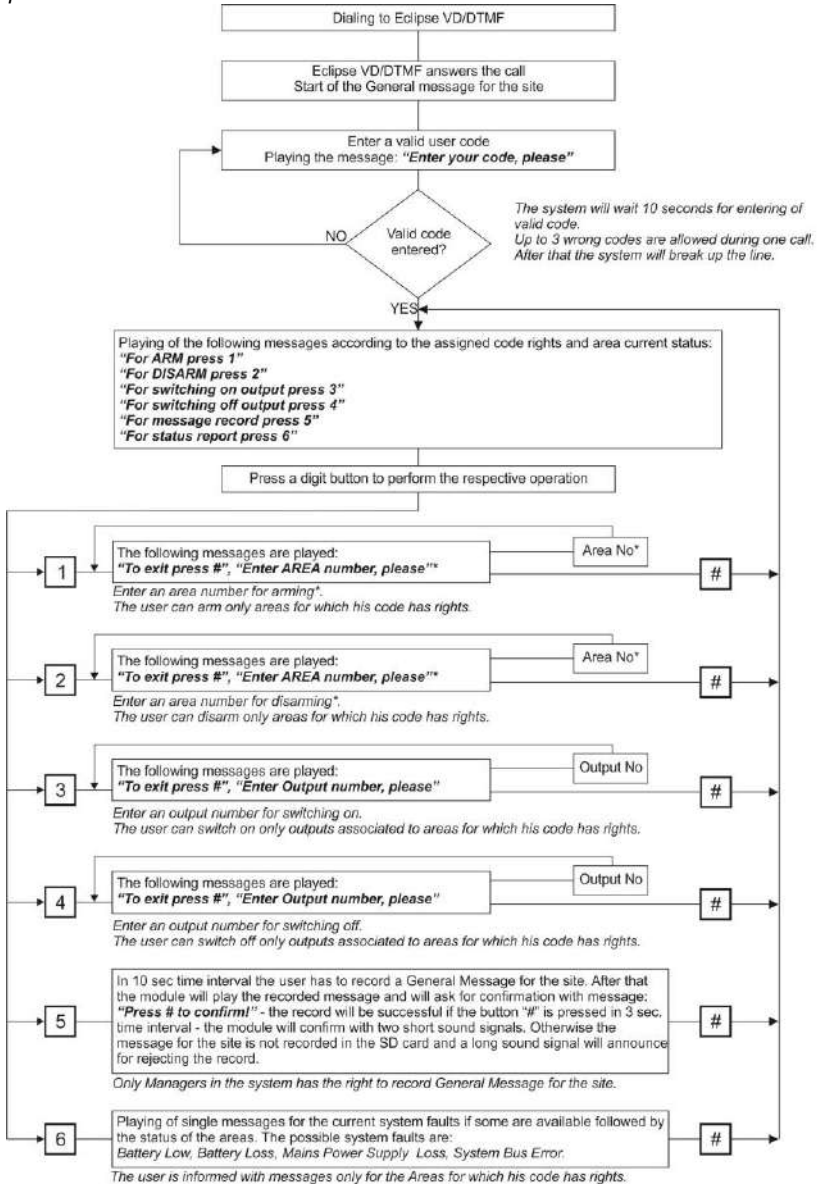 Dialing to Eclipse VD/DTMF
Eclipse VD/DTMF answers the call
Start of the General message for the site
Enter a valid user code
Playing the message: “Enter your code, please”
The system will wait 10 seconds for entering of
valid code.
Up to 3 wrong codes are allowed during one call.
After that the system will break up the line.
NO
Valid code
entered?
YES
Playing of the following messages according to the assigned code rights and area current status:
“For ARM press 1”
“For DISARM press 2”
“For switching on output press 3”
“For switching off output press 4”
“For message record press 5”
“For status report press 6”
Press a digit button to perform the respective operation
1
The following messages are played:
“To exit press #”, “Enter AREA number, please”*
Area No*
#
Enter an area number for arming*.
The user can arm only areas for which his code has rights.
2
The following messages are played:
“To exit press #”, “Enter AREA number, please”*
Area No*
#
Enter an area number for disarming*.
The user can disarm only areas for which his code has rights.
3
The following messages are played:
“To exit press #”, “Enter Output number, please”
Output No
#
Enter an output number for switching on.
The user can switch on only outputs associated to areas for which his code has rights.
4
The following messages are played:
“To exit press #”, “Enter Output number, please”
Output No
#
Enter an output number for switching off.
The user can switch off only outputs associated to areas for which his code has rights.
5
In 10 sec time interval the user has to record a General Message for the site. After that
the module will play the recorded message and will ask for confirmation with message:
“Press # to confirm!” - the record will be successful if the button “#” is pressed in 3 sec.
time interval - the module will confirm with two short sound signals. Otherwise the
message for the site is not recorded in the SD card and a long sound signal will announce
for rejecting the record.
#
Only Managers in the system has the right to record General Message for the site.
6
Playing of single messages for the current system faults if some are available followed by
the status of the areas. The possible system faults are:
Battery Low, Battery Loss, Mains Power Supply Loss, System Bus Error.
#
The user is informed with messages only for the Areas for which his code has rights.